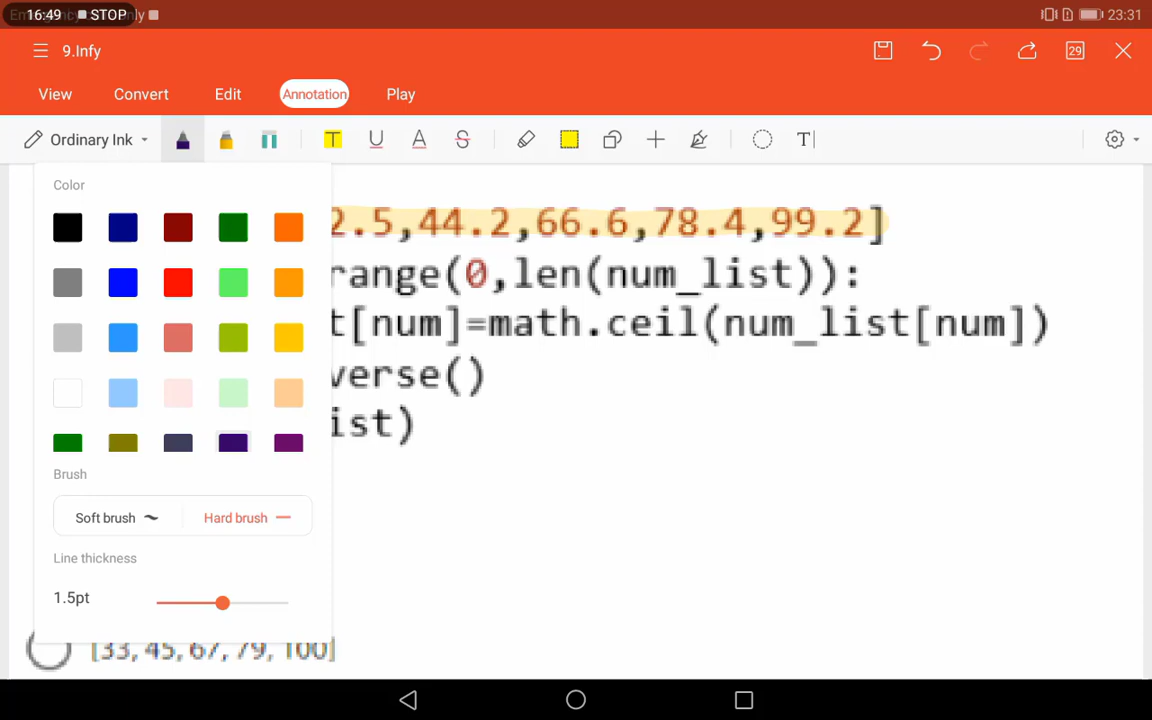 16:49 STOP
23:31
9.Infy
29
View Convert Edit Annotation Play
Ordinary Ink T U A S T
Color
2.5,44.2,66.6,78.4,99.2]
range(0,len(num_list)):
t[num]=math.ceil(num_list[num])
verse()
ist)
Brush
Soft brush Hard brush
Line thickness
1.5pt
[33, 45, 67, 79, 100]